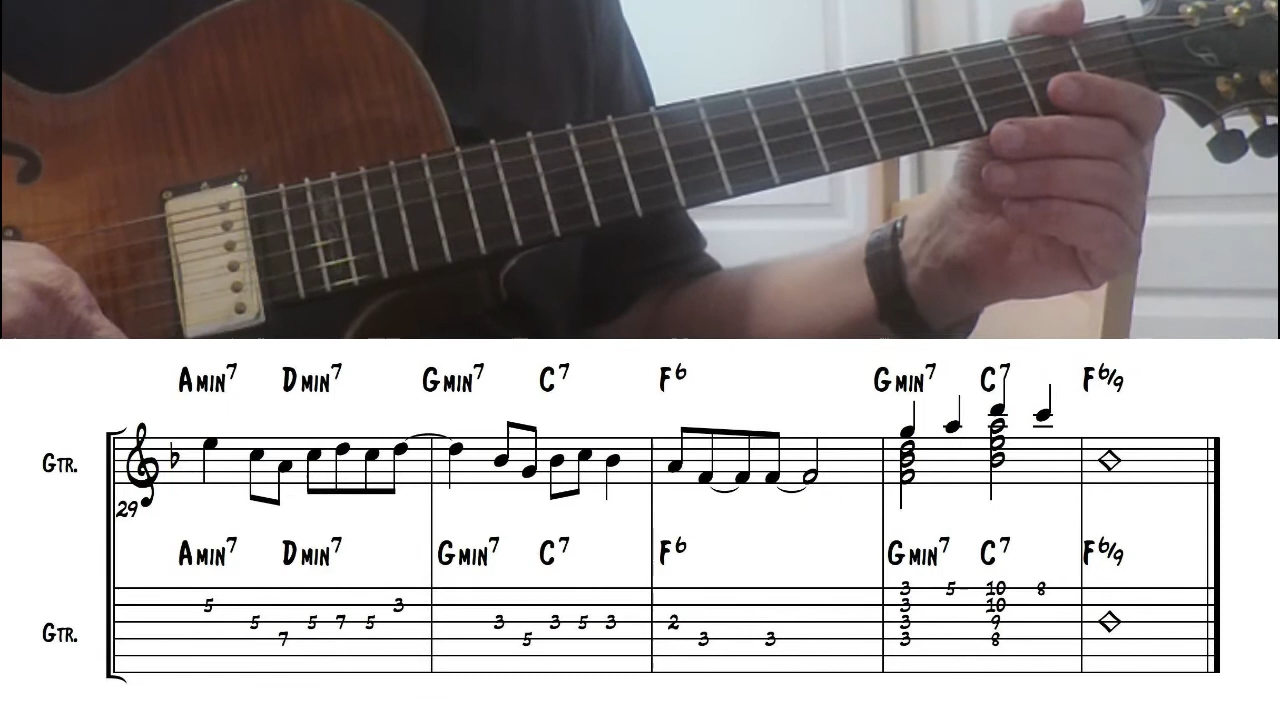 AMIN7 DMIN7 GMIN7 C7 F6 GMIN7 C7 F6/9
GTR.
29
AMIN7 DMIN7 GMIN7 C7 F6 GMIN7 C7 F6/9
3 5 10 8
5 3 3 10
5 5 7 5 3 3 5 3 2 3 9
7 5 3 3 3 8
GTR.